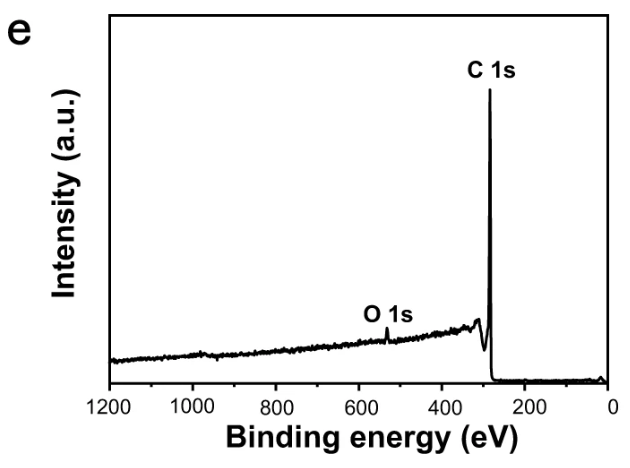 e
C 1s
O 1s
Intensity (a.u.)
1200 1000 800 600 400 200 0
Binding energy (eV)